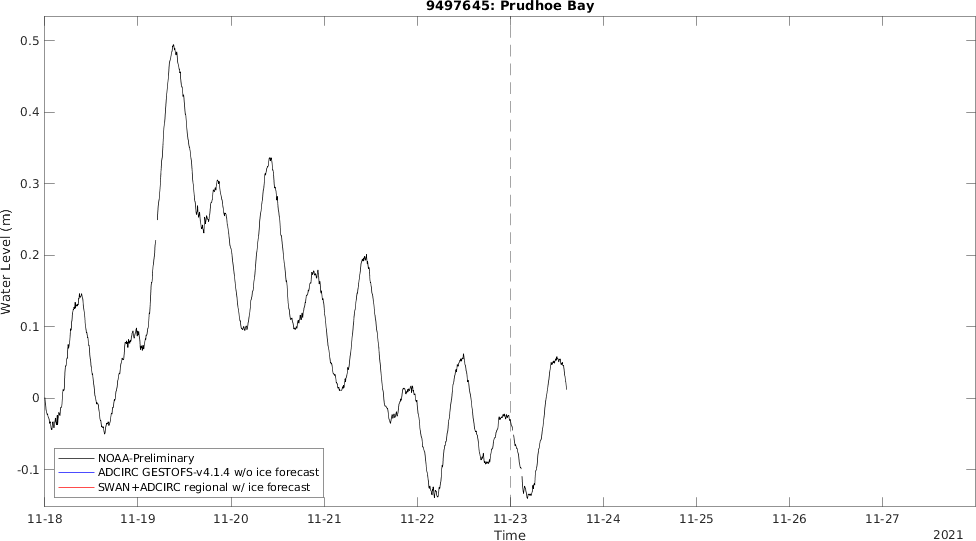 9497645: Prudhoe Bay
Water Level (m)
0.5
0.4
0.3
0.2
0.1
0
-0.1
NOAA-Preliminary
ADCIRC GESTOFS-v4.1.4 w/o ice forecast
SWAN+ADCIRC regional w/ ice forecast
11-18 11-19 11-20 11-21 11-22 11-23 11-24 11-25 11-26 11-27
Time
2021